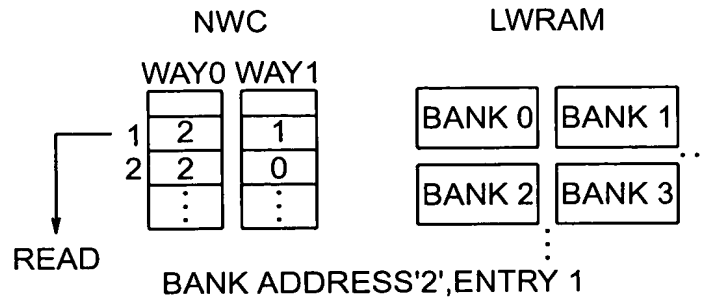 NWC LWRAM
WAY0 WAY1
BANK 0 BANK 1
1 2 1
2 2 0
BANK 2 BANK 3
READ
BANK ADDRESS'2',ENTRY 1